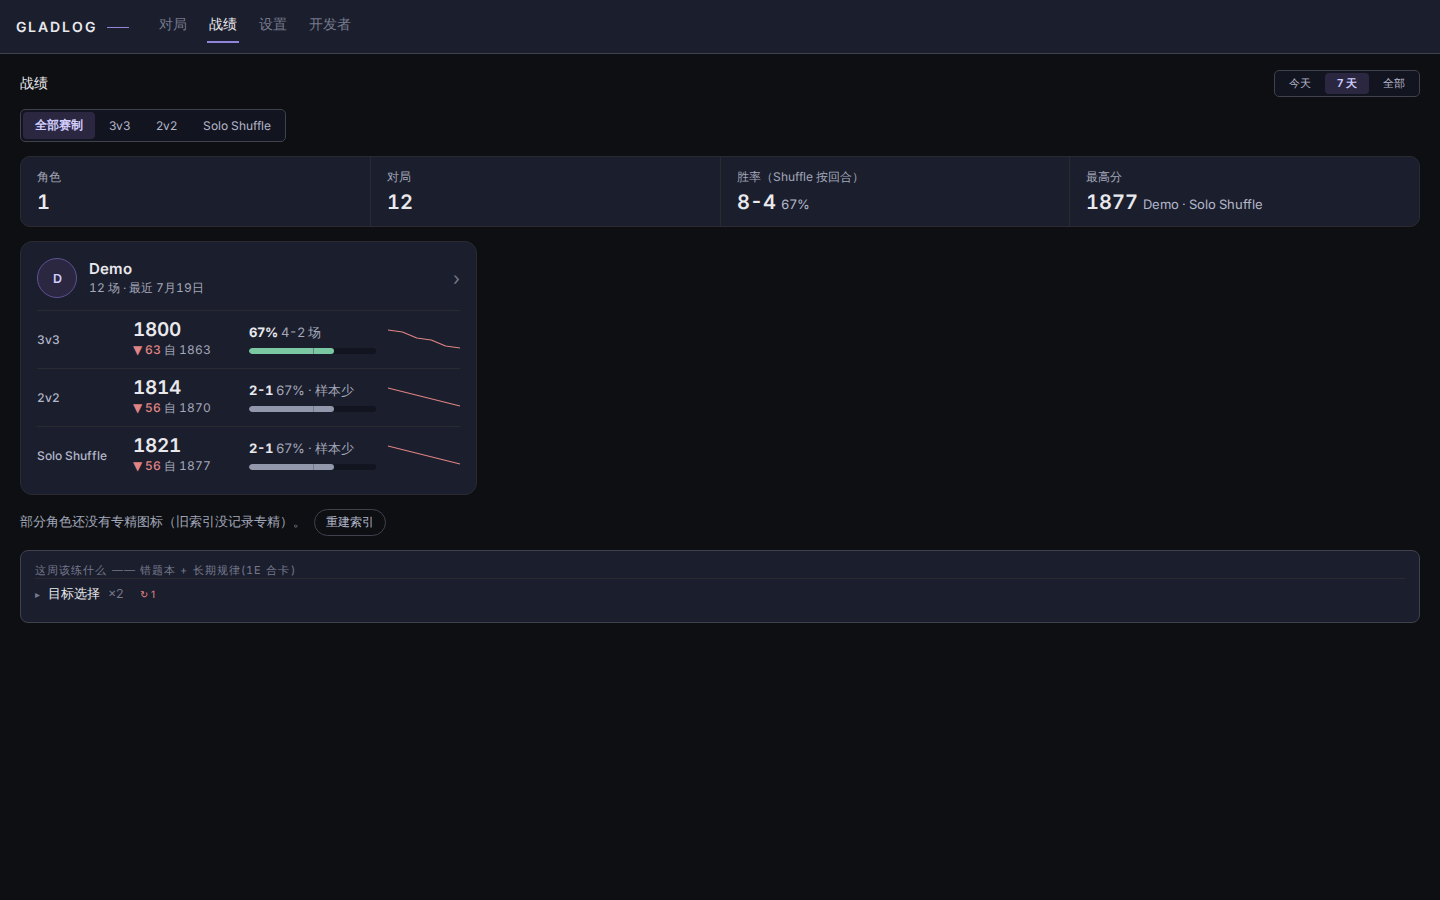 GLADLOG 对局 战绩 设置 开发者
战绩 今天 7 天 全部
全部赛制 3v3 2v2 Solo Shuffle
角色 对局 胜率（Shuffle 按回合） 最高分
1 12 8-4 67% 1877 Demo · Solo Shuffle
D Demo ›
12 场 · 最近 7月19日
3v3 1800 67% 4-2 场
▼ 63 自 1863
2v2 1814 2-1 67% · 样本少
▼ 56 自 1870
Solo Shuffle 1821 2-1 67% · 样本少
▼ 56 自 1877
部分角色还没有专精图标（旧索引没记录专精）。 重建索引
这周该练什么 —— 错题本 + 长期规律(1E 合卡)
▸ 目标选择 ×2 ↻ 1